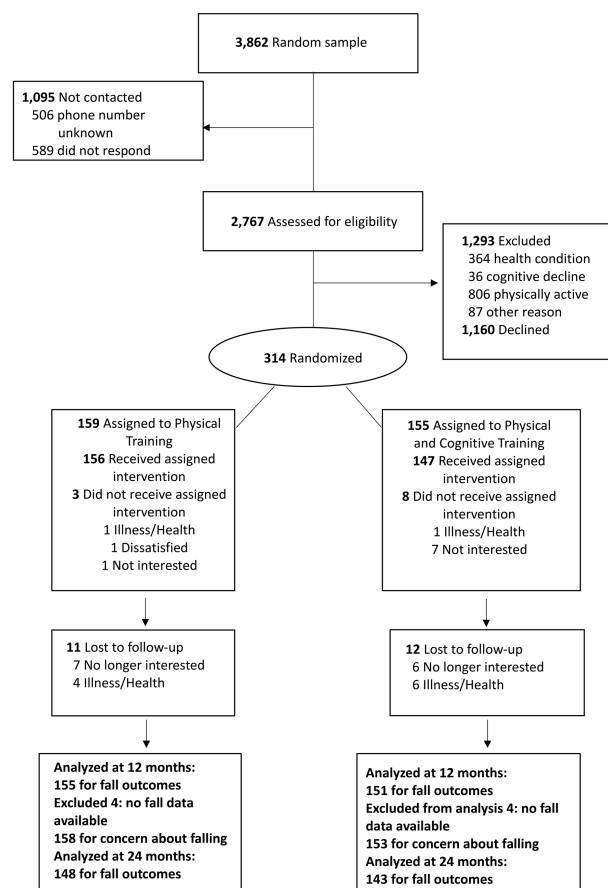 3,862 Random sample
1,095 Not contacted
506 phone number
unknown
589 did not respond
2,767 Assessed for eligibility
1,293 Excluded
364 health condition
36 cognitive decline
806 physically active
87 other reason
1,160 Declined
314 Randomized
159 Assigned to Physical
Training
156 Received assigned
intervention
3 Did not receive assigned
intervention
1 Illness/Health
1 Dissatisfied
1 Not interested
155 Assigned to Physical
and Cognitive Training
147 Received assigned
intervention
8 Did not receive assigned
intervention
1 Illness/Health
7 Not interested
11 Lost to follow-up
7 No longer interested
4 Illness/Health
12 Lost to follow-up
6 No longer interested
6 Illness/Health
Analyzed at 12 months:
155 for fall outcomes
Excluded 4: no fall data
available
158 for concern about falling
Analyzed at 24 months:
148 for fall outcomes
Analyzed at 12 months:
151 for fall outcomes
Excluded from analysis 4: no fall
data available
153 for concern about falling
Analyzed at 24 months:
143 for fall outcomes